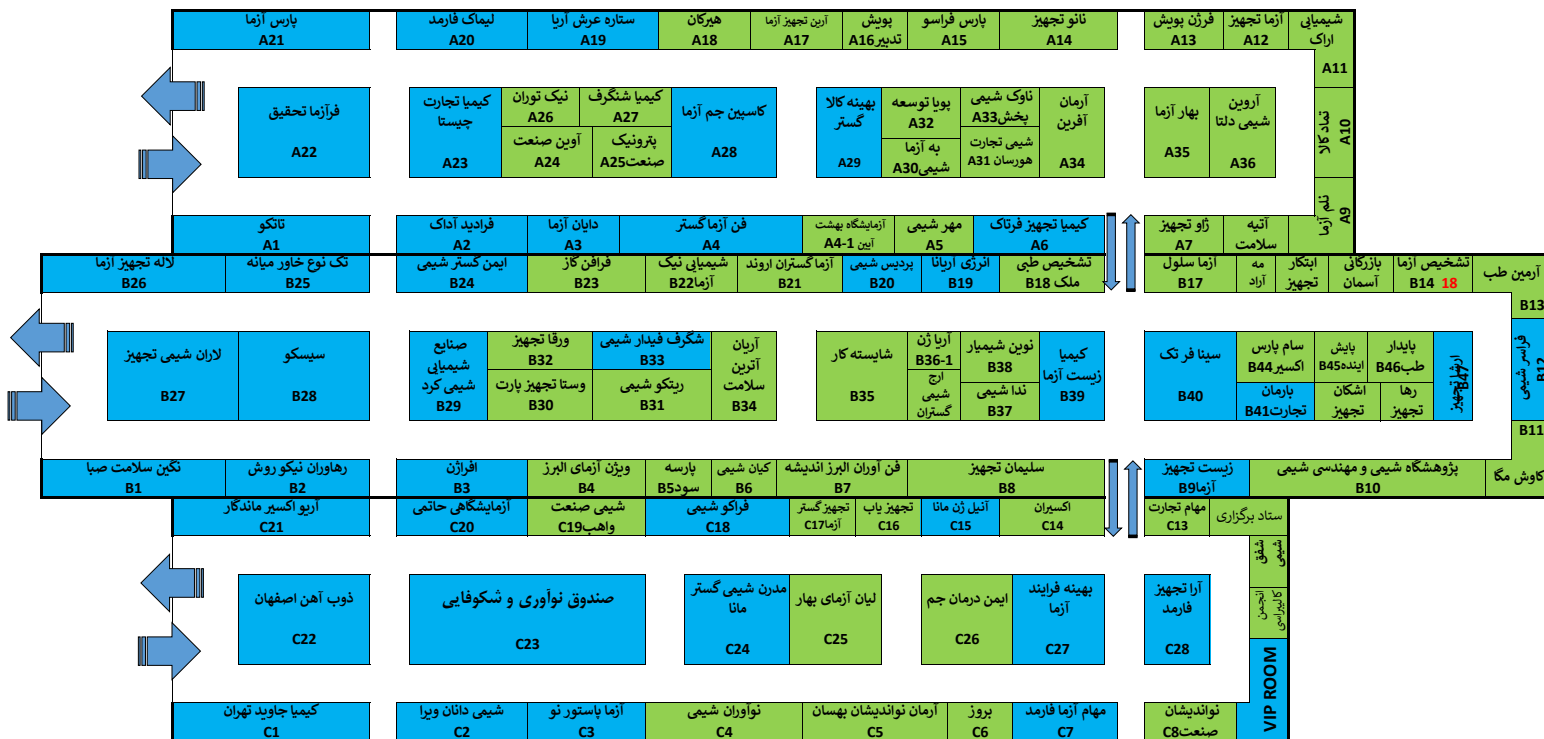 پارس آزما
A21
لیماک فارمد
A20
ستاره عرش آریا
A19
هیرکان
A18
آرین تجهیز آزما
A17
پویش
تدبیر A16
پارس فراسو
A15
نانو تجهیز
A14
فرژن پویش
A13
آزما تجهیز
A12
شیمیایی
اراک
A11
فرآزما تحقیق
A22
کیمیا تجارت
چیستا
A23
نیک توران
A26
کیمیا شنگرف
A27
آوین صنعت
A24
پترونیک
صنعت A25
کاسپین جم آزما
A28
بهینه کالا
گستر
A29
پویا توسعه
A32
به آزما
شیمی A30
ناوک شیمی
پخش A33
شیمی تجارت
هورسان A31
آرمان
آفرین
A34
بهار آزما
A35
آروین
شیمی دلتا
A36
نماد کالا
A10
نلم آزما
A9
تاتکو
A1
فرادید آداک
A2
دایان آزما
A3
فن آزما گستر
A4
آزمایشگاه بهشت
آیین A4-1
مهر شیمی
A5
کیمیا تجهیز فرتاک
A6
ژاو تجهیز
A7
آتیه
سلامت
لاله تجهیز آزما
B26
تک نوع خاور میانه
B25
ایمن گستر شیمی
B24
فرافن گاز
B23
شیمیایی نیک
آزما B22
آزما گستران اروند
B21
پردیس شیمی
B20
انرژی آریانا
B19
تشخیص طبی
ملک B18
آزما سلول
B17
مه
آراد
ابتکار
تجهیز
بازرگانی
آسمان
تشخیص آزما
B14 18
آرمین طب
B13
لاران شیمی تجهیز
B27
سیسکو
B28
صنایع
شیمیایی
شیمی کرد
B29
ورقا تجهیز
B32
شگرف فیدار شیمی
B33
وستا تجهیز پارت
B30
ریتکو شیمی
B31
آریان
آترین
سلامت
B34
شایسته کار
B35
آریا ژن
B36-1
ارج
شیمی
گستران
نوین شیمیار
B38
ندا شیمی
B37
کیمیا
زیست آزما
B39
سینا فر تک
B40
سام پارس
اکسیر B44
پایش
اینده B45
پایدار
طب B46
بارمان
تجارت B41
اشکان
تجهیز
رها
تجهیز
ارشا تجهیز
B47
فراسر شیمی
B12
B11
کاوش مگا
نگین سلامت صبا
B1
رهاوران نیکو روش
B2
افراژن
B3
ویژن آزمای البرز
B4
پارسه
سود B5
کیان شیمی
B6
فن آوران البرز اندیشه
B7
سلیمان تجهیز
B8
زیست تجهیز
آزما B9
پژوهشگاه شیمی و مهندسی شیمی
B10
آریو اکسیر ماندگار
C21
آزمایشگاهی حاتمی
C20
شیمی صنعت
واهب C19
فراکو شیمی
C18
تجهیز گستر
آزما C17
تجهیز یاب
C16
آنیل ژن مانا
C15
اکسیران
C14
مهام تجارت
C13
ستاد برگزاری
شفق
شیمی
انجمن
کالیبراسی
ذوب آهن اصفهان
C22
صندوق نوآوری و شکوفایی
C23
مدرن شیمی گستر
مانا
C24
لیان آزمای بهار
C25
ایمن درمان جم
C26
بهینه فرایند
آزما
C27
آرا تجهیز
فارمد
C28
VIP ROOM
کیمیا جاوید تهران
C1
شیمی دانان ویرا
C2
آزما پاستور نو
C3
نوآوران شیمی
C4
آرمان نواندیشان بهسان
C5
بروز
C6
مهام آزما فارمد
C7
نواندیشان
صنعت C8